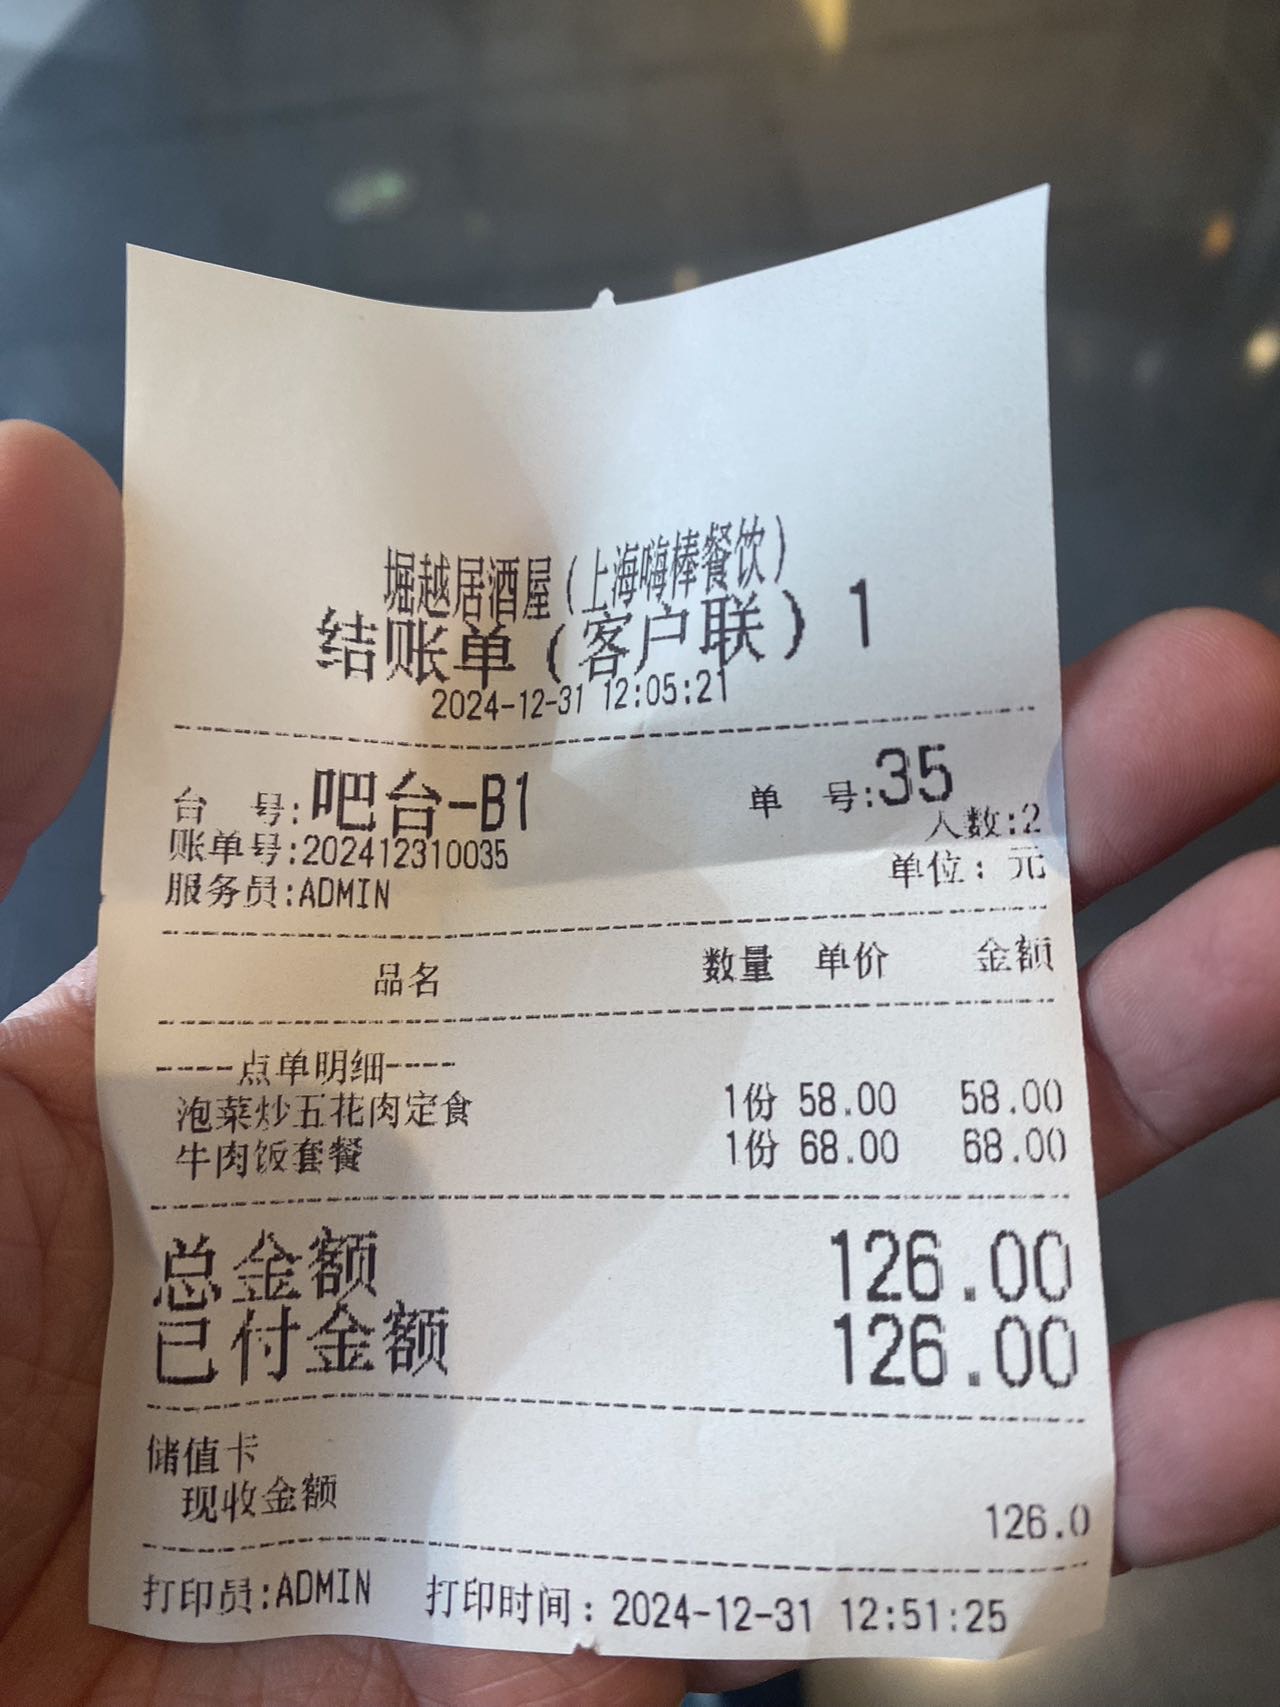 堀越居酒屋(上海嗨棒餐饮)
结账单(客户联)1
2024-12-31 12:05:21
台 号:吧台-B1 单 号:35
人数:2
账单号:202412310035
单位: 元
服务员:ADMIN
品名 数量 单价 金额
----点单明细----
泡菜炒五花肉定食 1份 58.00 58.00
牛肉饭套餐 1份 68.00 68.00
总金额 126.00
已付金额 126.00
储值卡
现收金额 126.0
打印员:ADMIN 打印时间: 2024-12-31 12:51:25